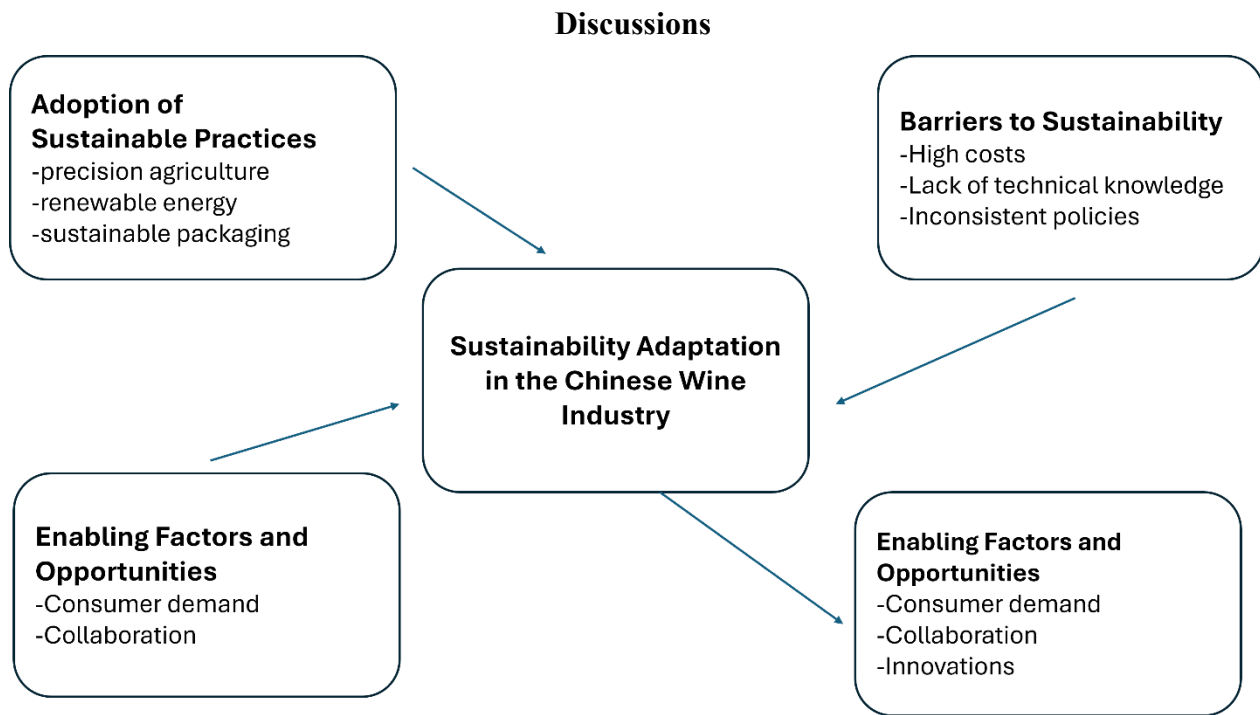 Discussions
Adoption of
Sustainable Practices
-precision agriculture
-renewable energy
-sustainable packaging
Barriers to Sustainability
-High costs
-Lack of technical knowledge
-Inconsistent policies
Sustainability Adaptation
in the Chinese Wine
Industry
Enabling Factors and
Opportunities
-Consumer demand
-Collaboration
Enabling Factors and
Opportunities
-Consumer demand
-Collaboration
-Innovations